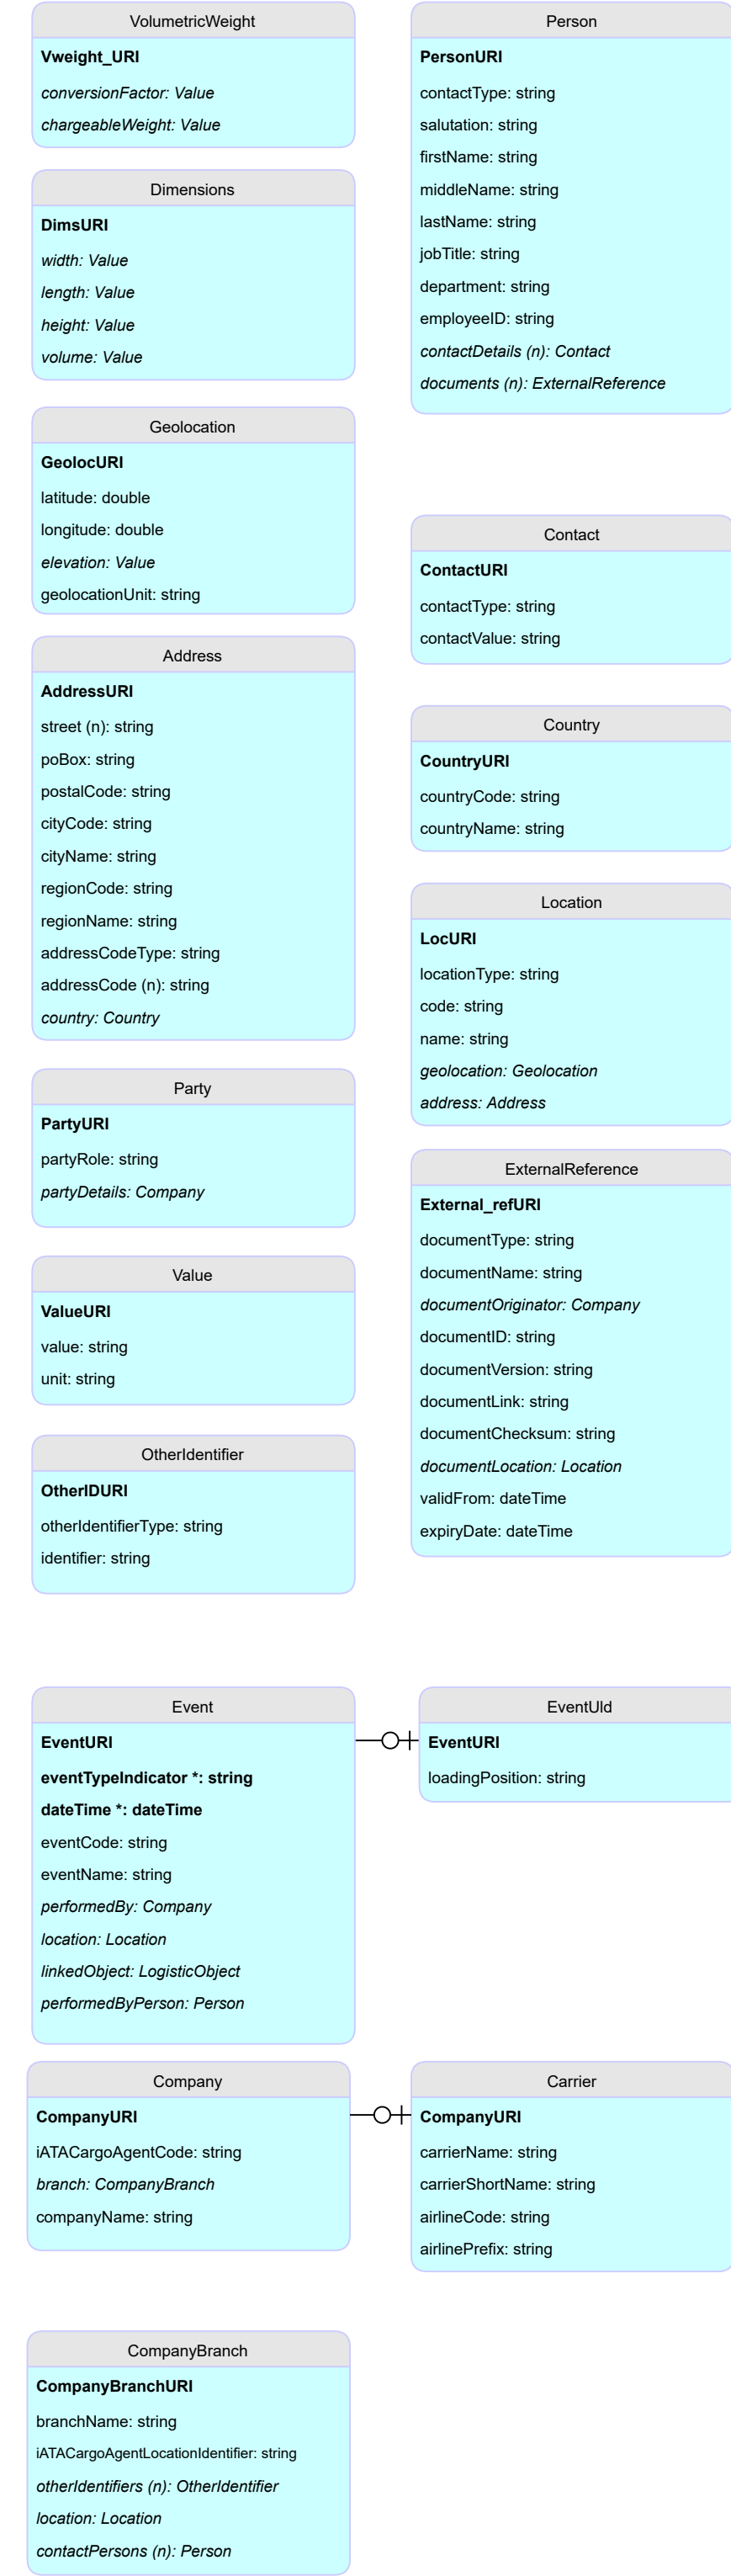 VolumetricWeight
Vweight_URI
conversionFactor: Value
chargeableWeight: Value
Dimensions
DimsURI
width: Value
length: Value
height: Value
volume: Value
Geolocation
GeolocURI
latitude: double
longitude: double
elevation: Value
geolocationUnit: string
Address
AddressURI
street (n): string
poBox: string
postalCode: string
cityCode: string
cityName: string
regionCode: string
regionName: string
addressCodeType: string
addressCode (n): string
country: Country
Party
PartyURI
partyRole: string
partyDetails: Company
Value
ValueURI
value: string
unit: string
OtherIdentifier
OtherIDURI
otherIdentifierType: string
identifier: string
Person
PersonURI
contactType: string
salutation: string
firstName: string
middleName: string
lastName: string
jobTitle: string
department: string
employeeID: string
contactDetails (n): Contact
documents (n): ExternalReference
Contact
ContactURI
contactType: string
contactValue: string
Country
CountryURI
countryCode: string
countryName: string
Location
LocURI
locationType: string
code: string
name: string
geolocation: Geolocation
address: Address
ExternalReference
External_refURI
documentType: string
documentName: string
documentOriginator: Company
documentID: string
documentVersion: string
documentLink: string
documentChecksum: string
documentLocation: Location
validFrom: dateTime
expiryDate: dateTime
Event
EventURI
eventTypeIndicator *: string
dateTime *: dateTime
eventCode: string
eventName: string
performedBy: Company
location: Location
linkedObject: LogisticObject
performedByPerson: Person
EventUld
EventURI
loadingPosition: string
Company
CompanyURI
iATACargoAgentCode: string
branch: CompanyBranch
companyName: string
Carrier
CompanyURI
carrierName: string
carrierShortName: string
airlineCode: string
airlinePrefix: string
CompanyBranch
CompanyBranchURI
branchName: string
iATACargoAgentLocationIdentifier: string
otherIdentifiers (n): OtherIdentifier
location: Location
contactPersons (n): Person